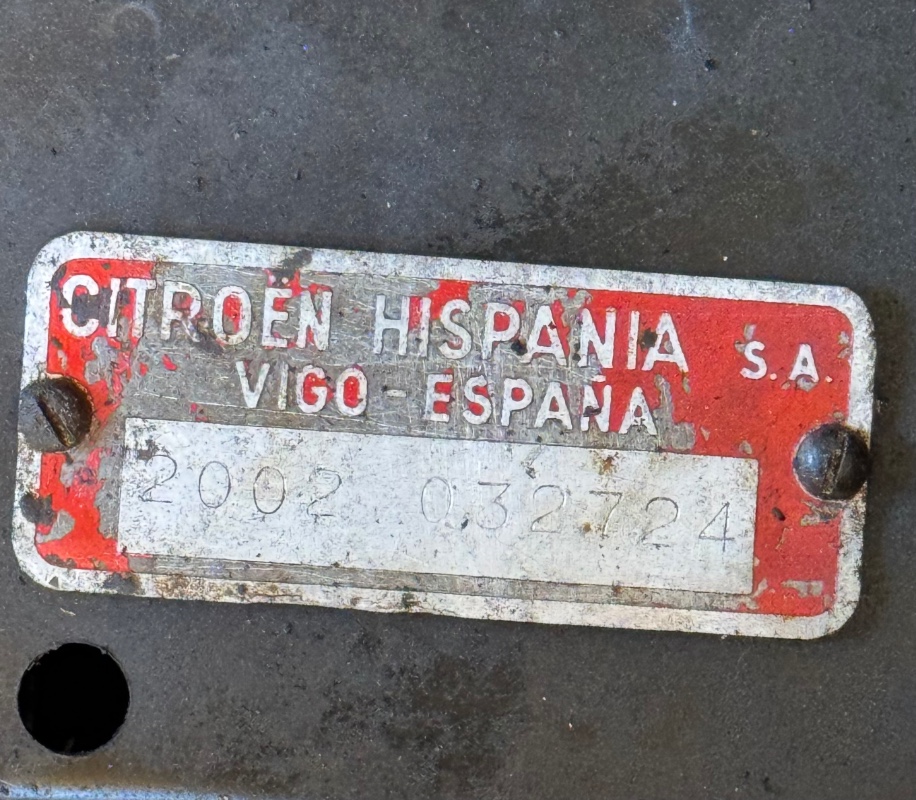 CITROËN HISPANIA S.A.
VIGO - ESPAÑA
2002 032724